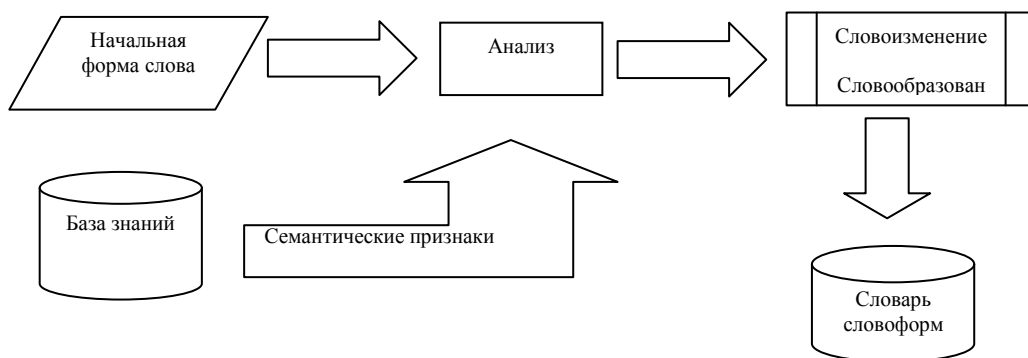 Начальная
форма слова
Анализ
Словоизменение
Словообразован
База знаний
Семантические признаки
Словарь
словоформ